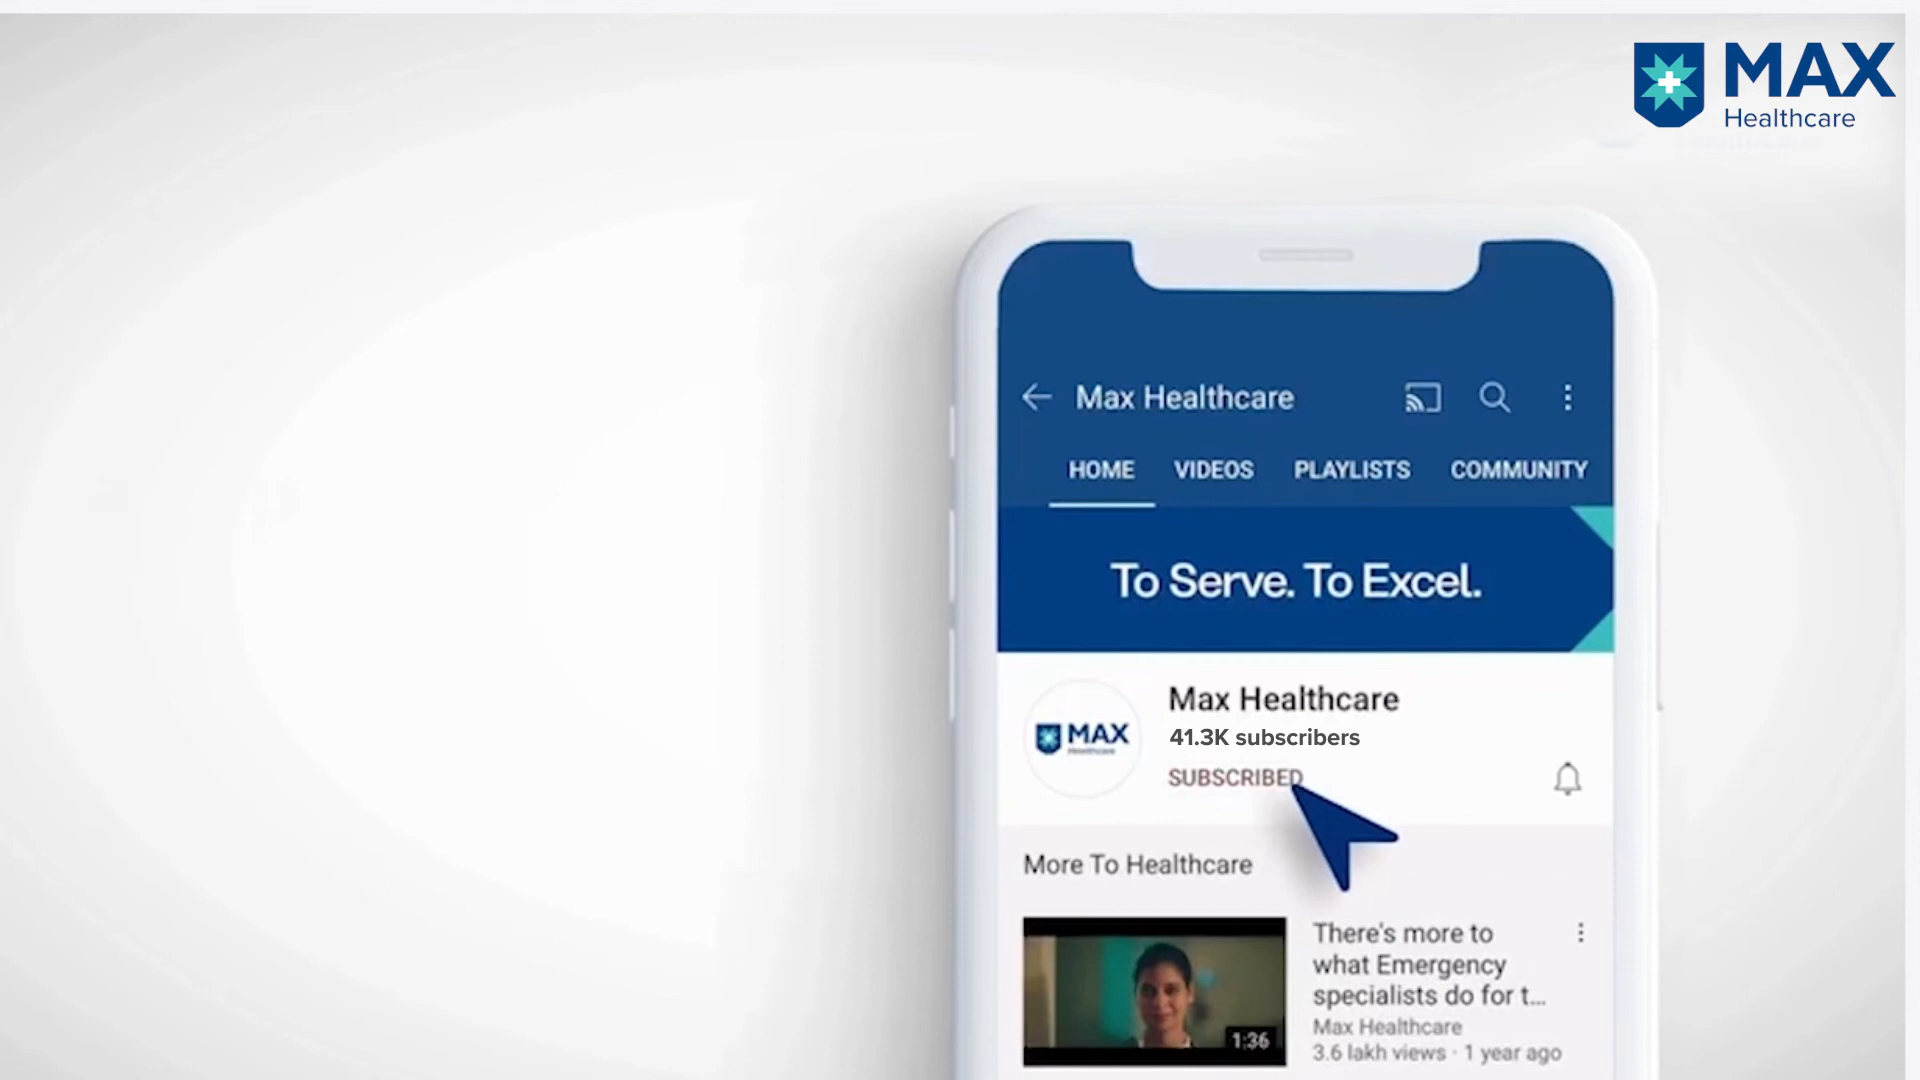 MAX
Healthcare
Max Healthcare
HOME VIDEOS PLAYLISTS COMMUNITY
To Serve. To Excel.
MAX
Healthcare
Max Healthcare
41.3K subscribers
SUBSCRIBED
More To Healthcare
There's more to
what Emergency
specialists do for t...
Max Healthcare
3.6 lakh views · 1 year ago
1:36